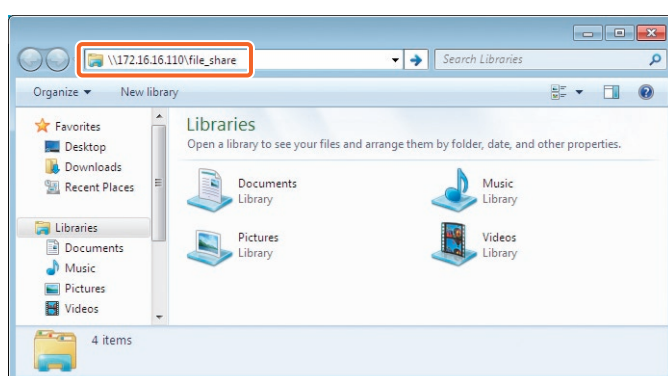 \\172.16.16.110\file_share
Search Libraries
Organize
New library
Favorites
Desktop
Downloads
Recent Places
Libraries
Documents
Music
Pictures
Videos
Libraries
Open a library to see your files and arrange them by folder, date, and other properties.
Documents
Library
Music
Library
Pictures
Library
Videos
Library
4 items